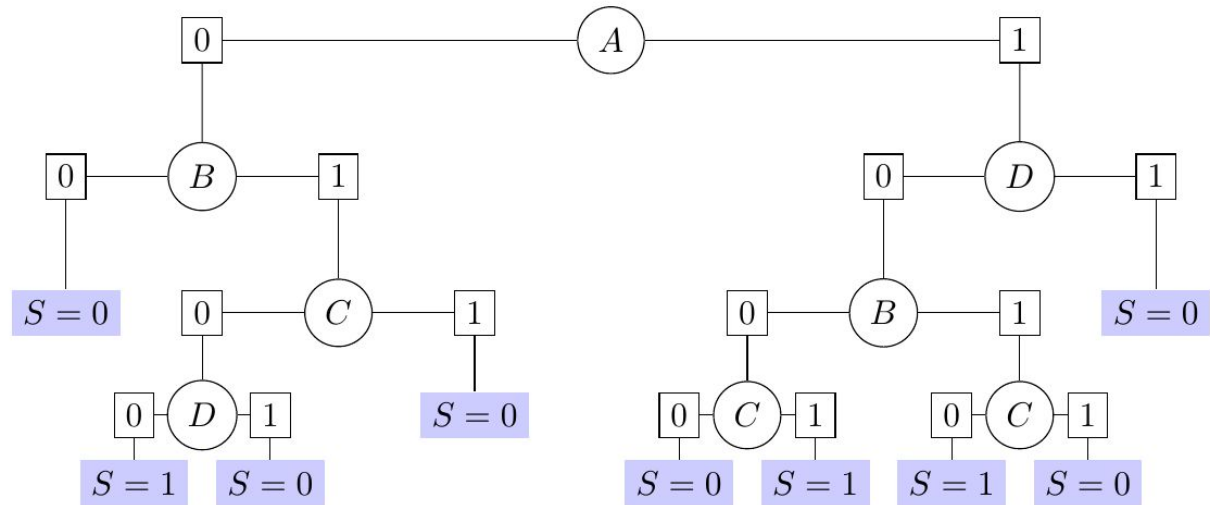 0 A 1
0 B 1 0 D 1
S = 0 0 C 1 0 B 1 S = 0
0 D 1 S = 0 0 C 1 0 C 1
S = 1 S = 0 S = 0 S = 1 S = 1 S = 0